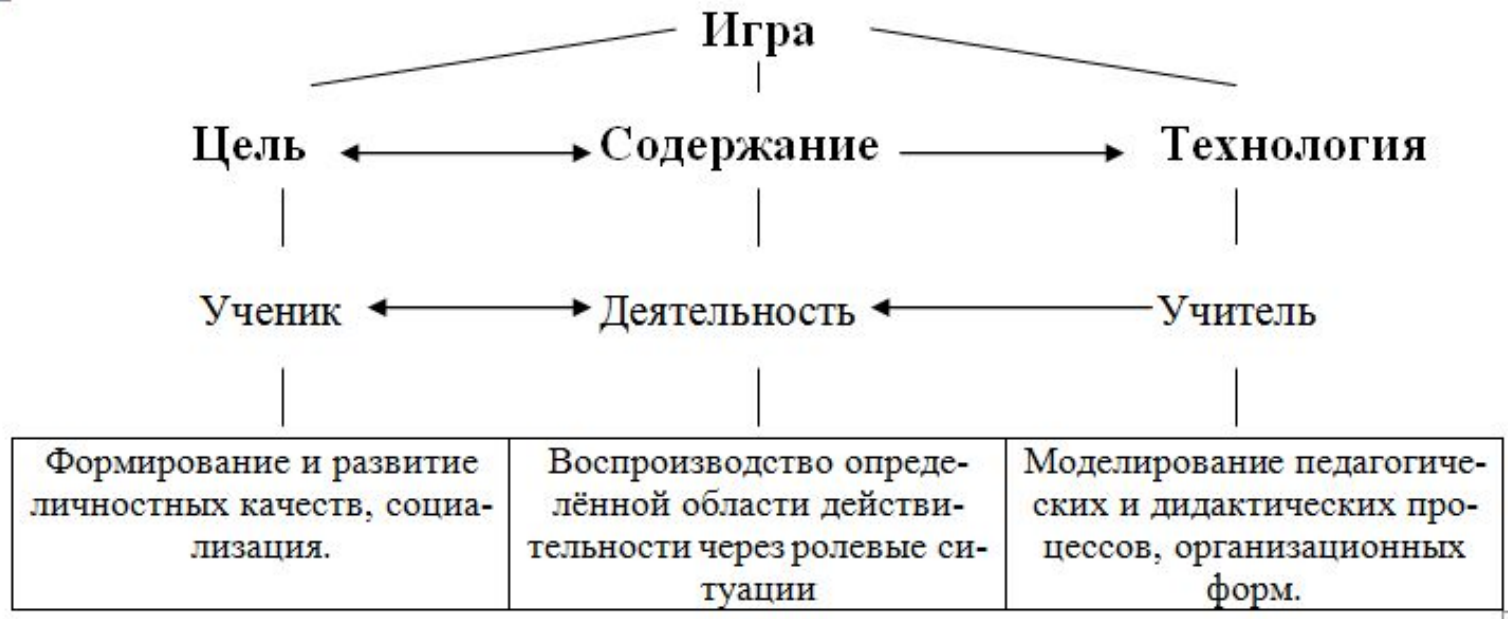 Игра
Цель
Содержание
Технология
Ученик
Деятельность
Учитель
Формирование и развитие
личностных качеств, социа-
лизация.
Воспроизводство опреде-
лённой области действи-
тельности через ролевые си-
туации
Моделирование педагогиче-
ских и дидактических про-
цессов, организационных
форм.